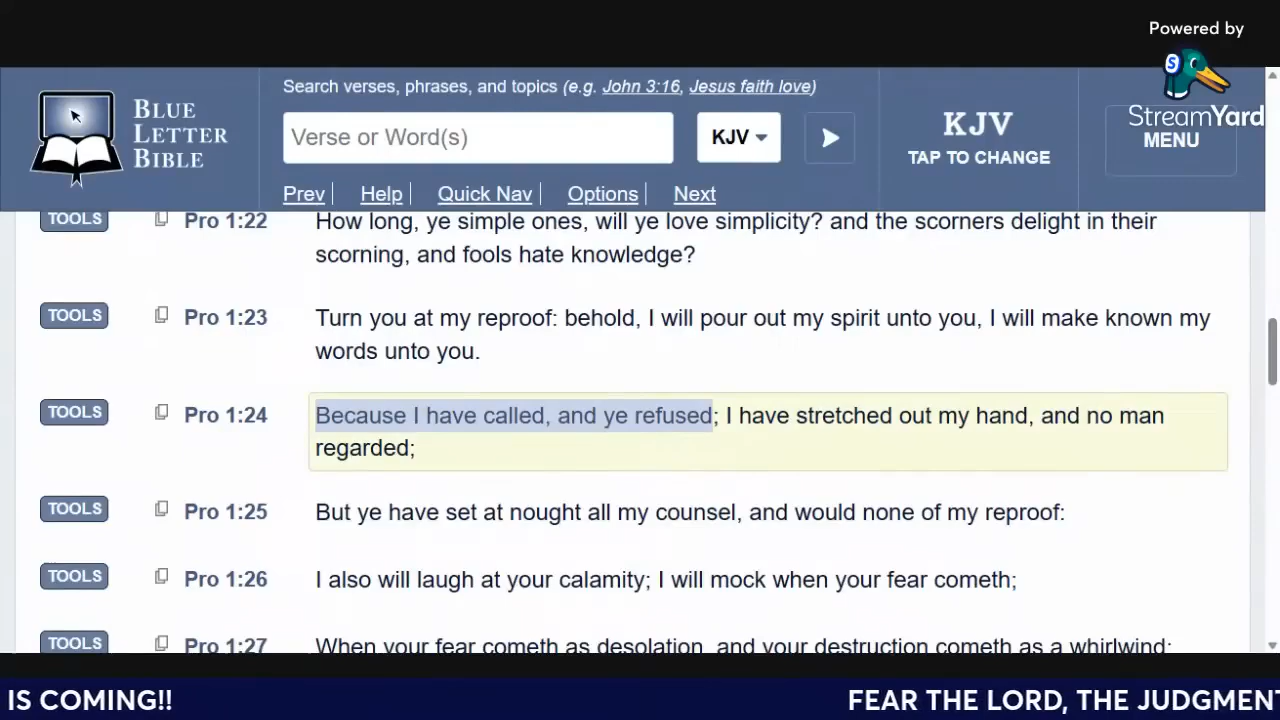 Powered by
StreamYard
BLUE
LETTER
BIBLE
Search verses, phrases, and topics (e.g. John 3:16, Jesus faith love)
Verse or Word(s)
KJV
KJV
TAP TO CHANGE
MENU
Prev | Help | Quick Nav | Options | Next
TOOLS Pro 1:22 How long, ye simple ones, will ye love simplicity? and the scorners delight in their
scorning, and fools hate knowledge?
TOOLS Pro 1:23 Turn you at my reproof: behold, I will pour out my spirit unto you, I will make known my
words unto you.
TOOLS Pro 1:24 Because I have called, and ye refused; I have stretched out my hand, and no man
regarded;
TOOLS Pro 1:25 But ye have set at nought all my counsel, and would none of my reproof:
TOOLS Pro 1:26 I also will laugh at your calamity; I will mock when your fear cometh;
TOOLS Pro 1:27 When your fear cometh as desolation, and your destruction cometh as a whirlwind;
IS COMING!! FEAR THE LORD, THE JUDGMENT